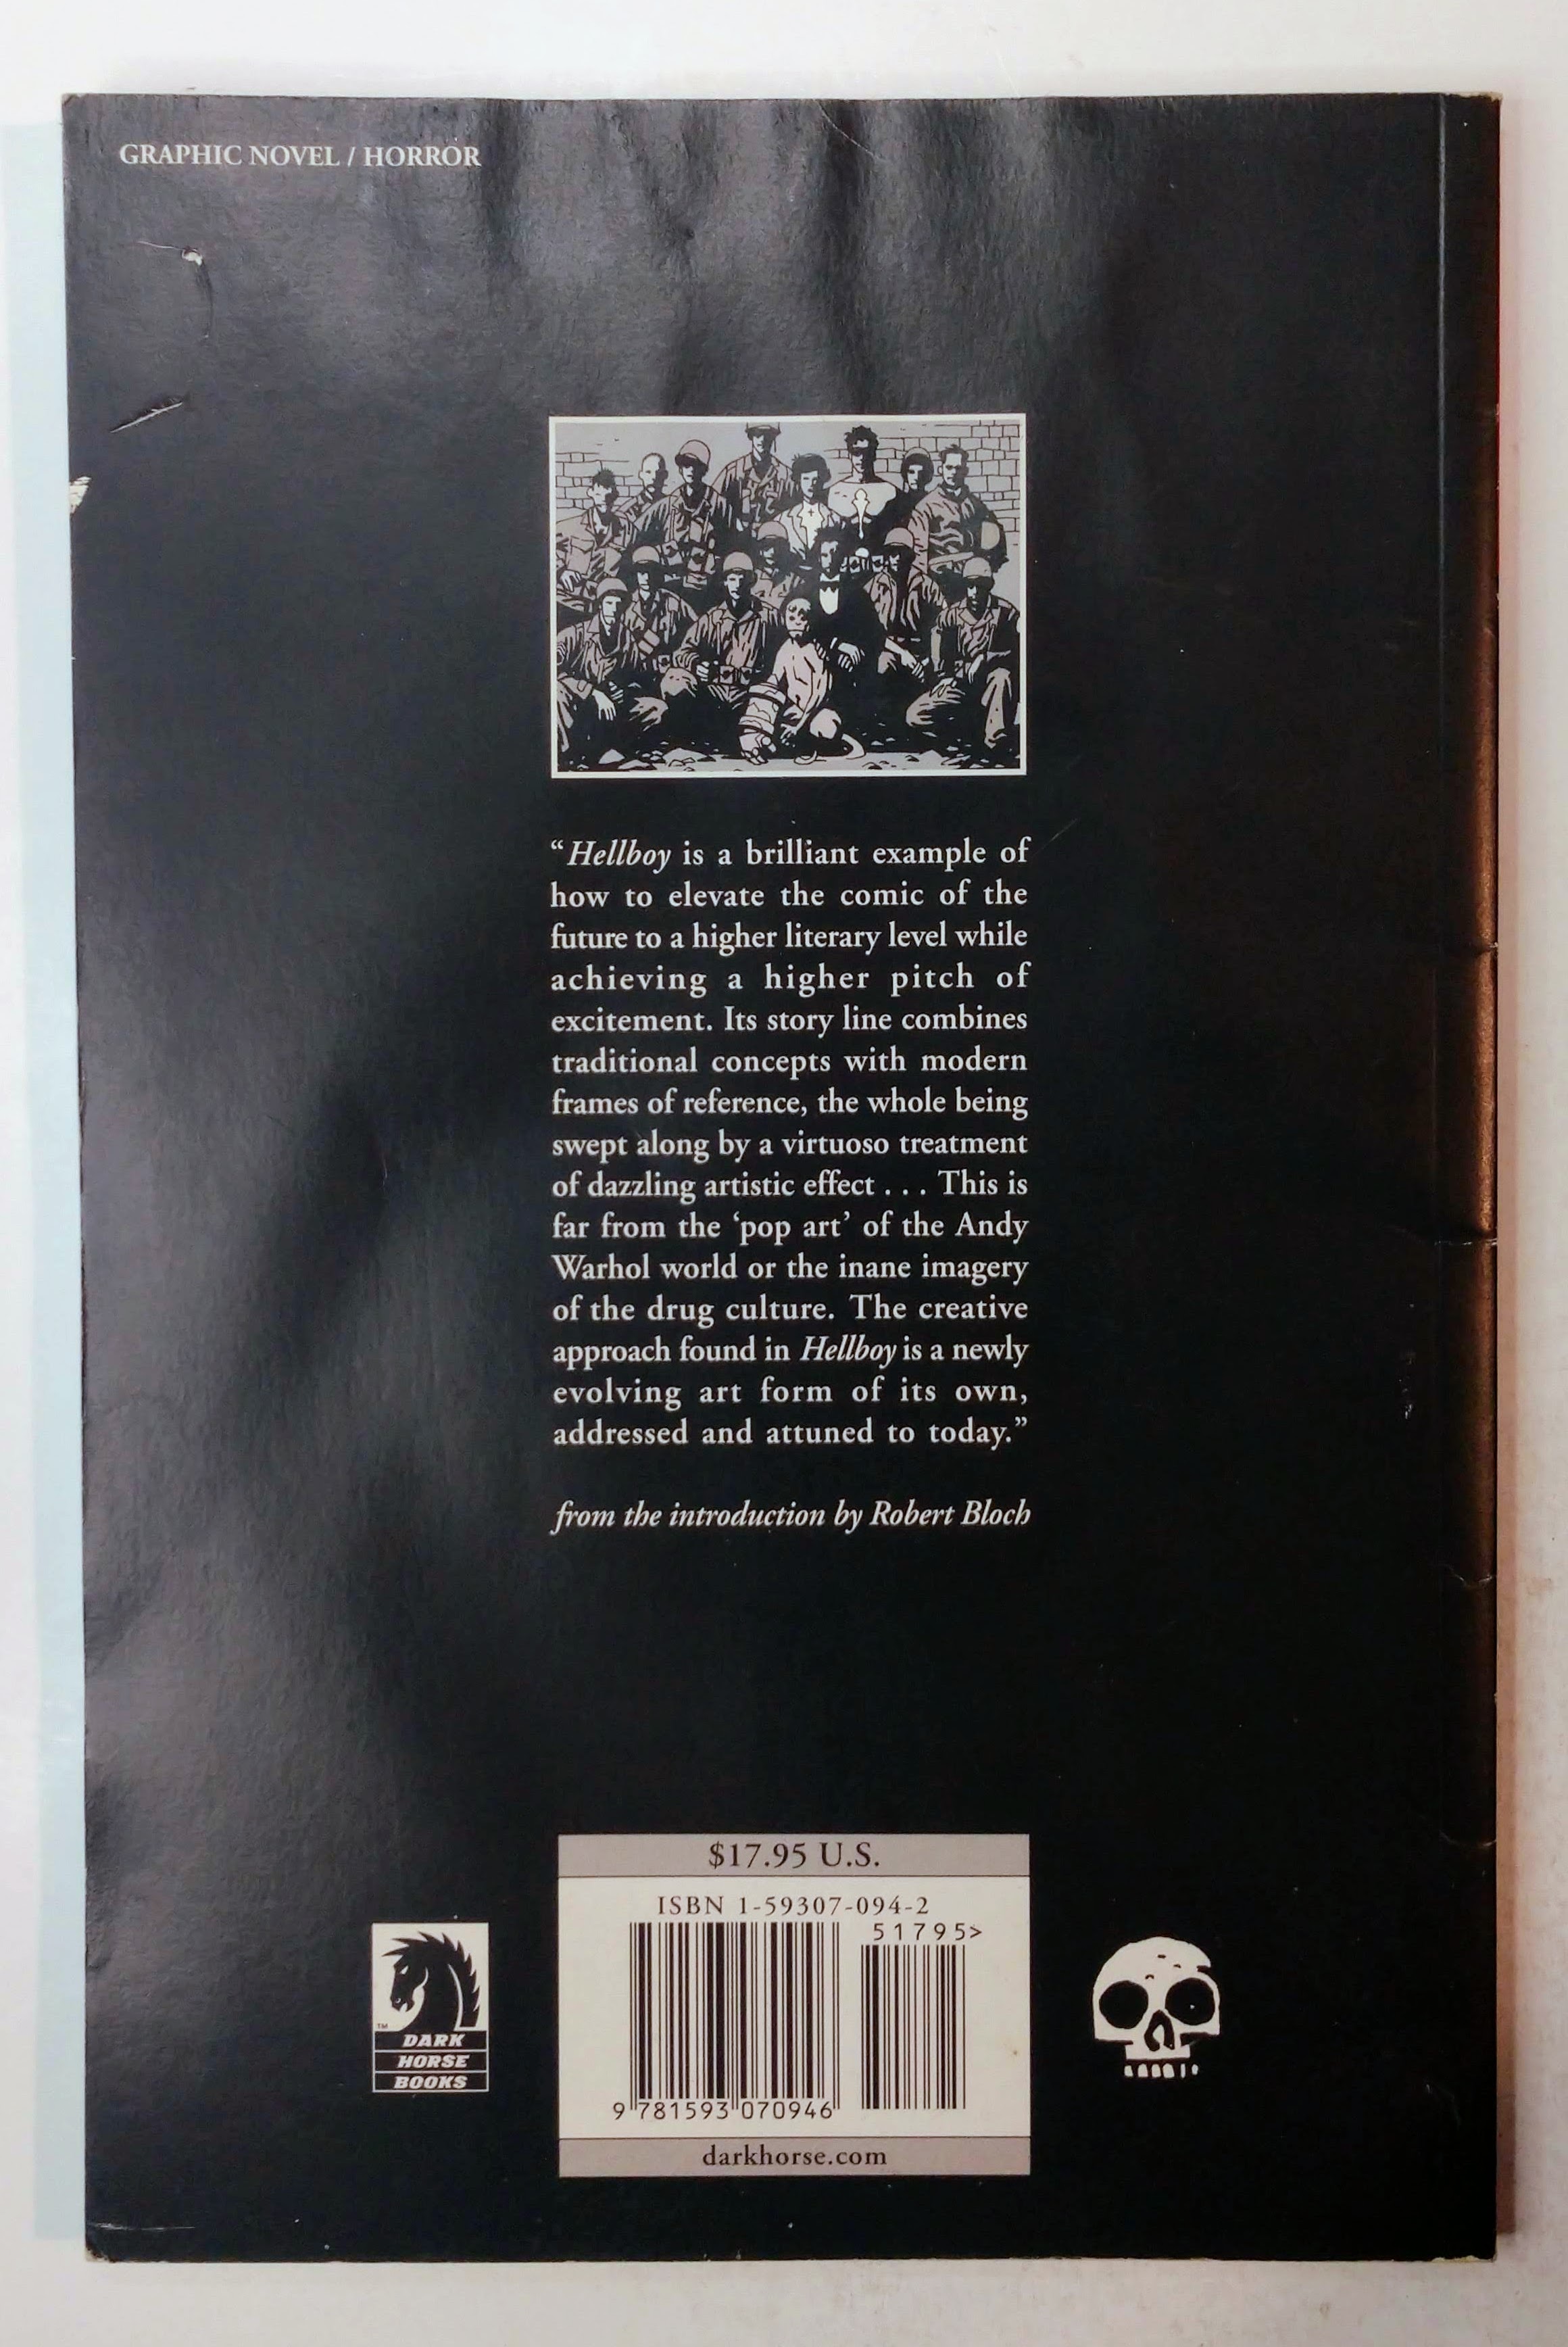 GRAPHIC NOVEL / HORROR
“Hellboy is a brilliant example of
how to elevate the comic of the
future to a higher literary level while
achieving a higher pitch of
excitement. Its story line combines
traditional concepts with modern
frames of reference, the whole being
swept along by a virtuoso treatment
of dazzling artistic effect . . . This is
far from the ‘pop art’ of the Andy
Warhol world or the inane imagery
of the drug culture. The creative
approach found in Hellboy is a newly
evolving art form of its own,
addressed and attuned to today.”
from the introduction by Robert Bloch
$17.95 U.S.
ISBN 1-59307-094-2
51795>
9 781593 070946
darkhorse.com
TM
DARK
HORSE
BOOKS